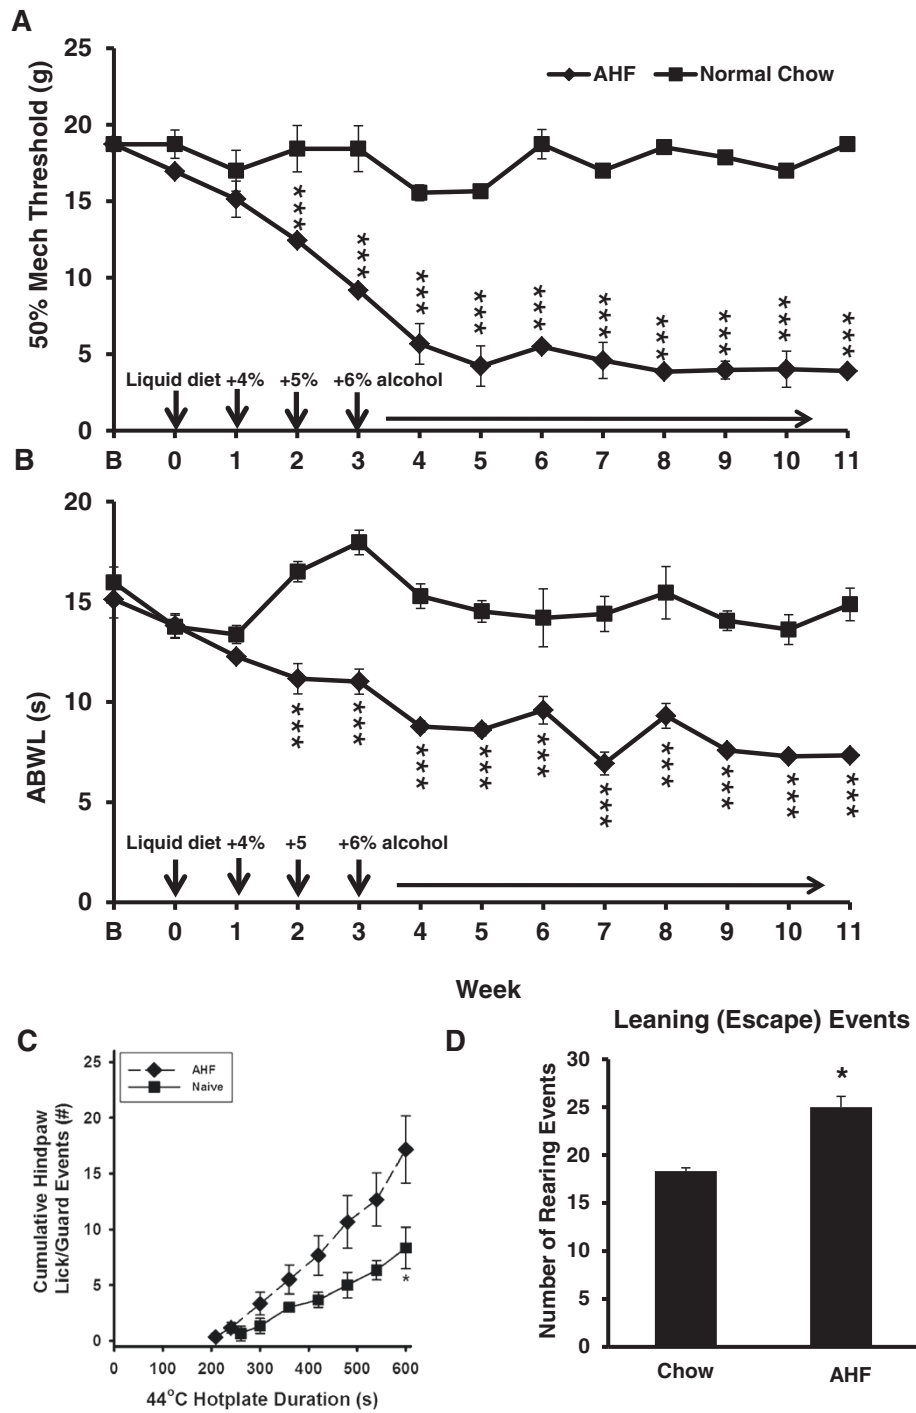 A
25
AHF Normal Chow
20
15
10
5
0
50% Mech Threshold (g)
*** *** *** *** *** *** *** *** *** ***
Liquid diet +4% +5% +6% alcohol
B 0 1 2 3 4 5 6 7 8 9 10 11
B
20
15
10
5
0
ABWL (s)
*** *** *** *** *** *** *** *** *** ***
Liquid diet +4% +5 +6% alcohol
B 0 1 2 3 4 5 6 7 8 9 10 11
Week
C
AHF
Naive
25
20
15
10
5
0
Cumulative Hindpaw
Lick/Guard Events (#)
*
0 100 200 300 400 500 600
44°C Hotplate Duration (s)
D
Leaning (Escape) Events
30
25
20
15
10
5
0
Number of Rearing Events
*
Chow AHF